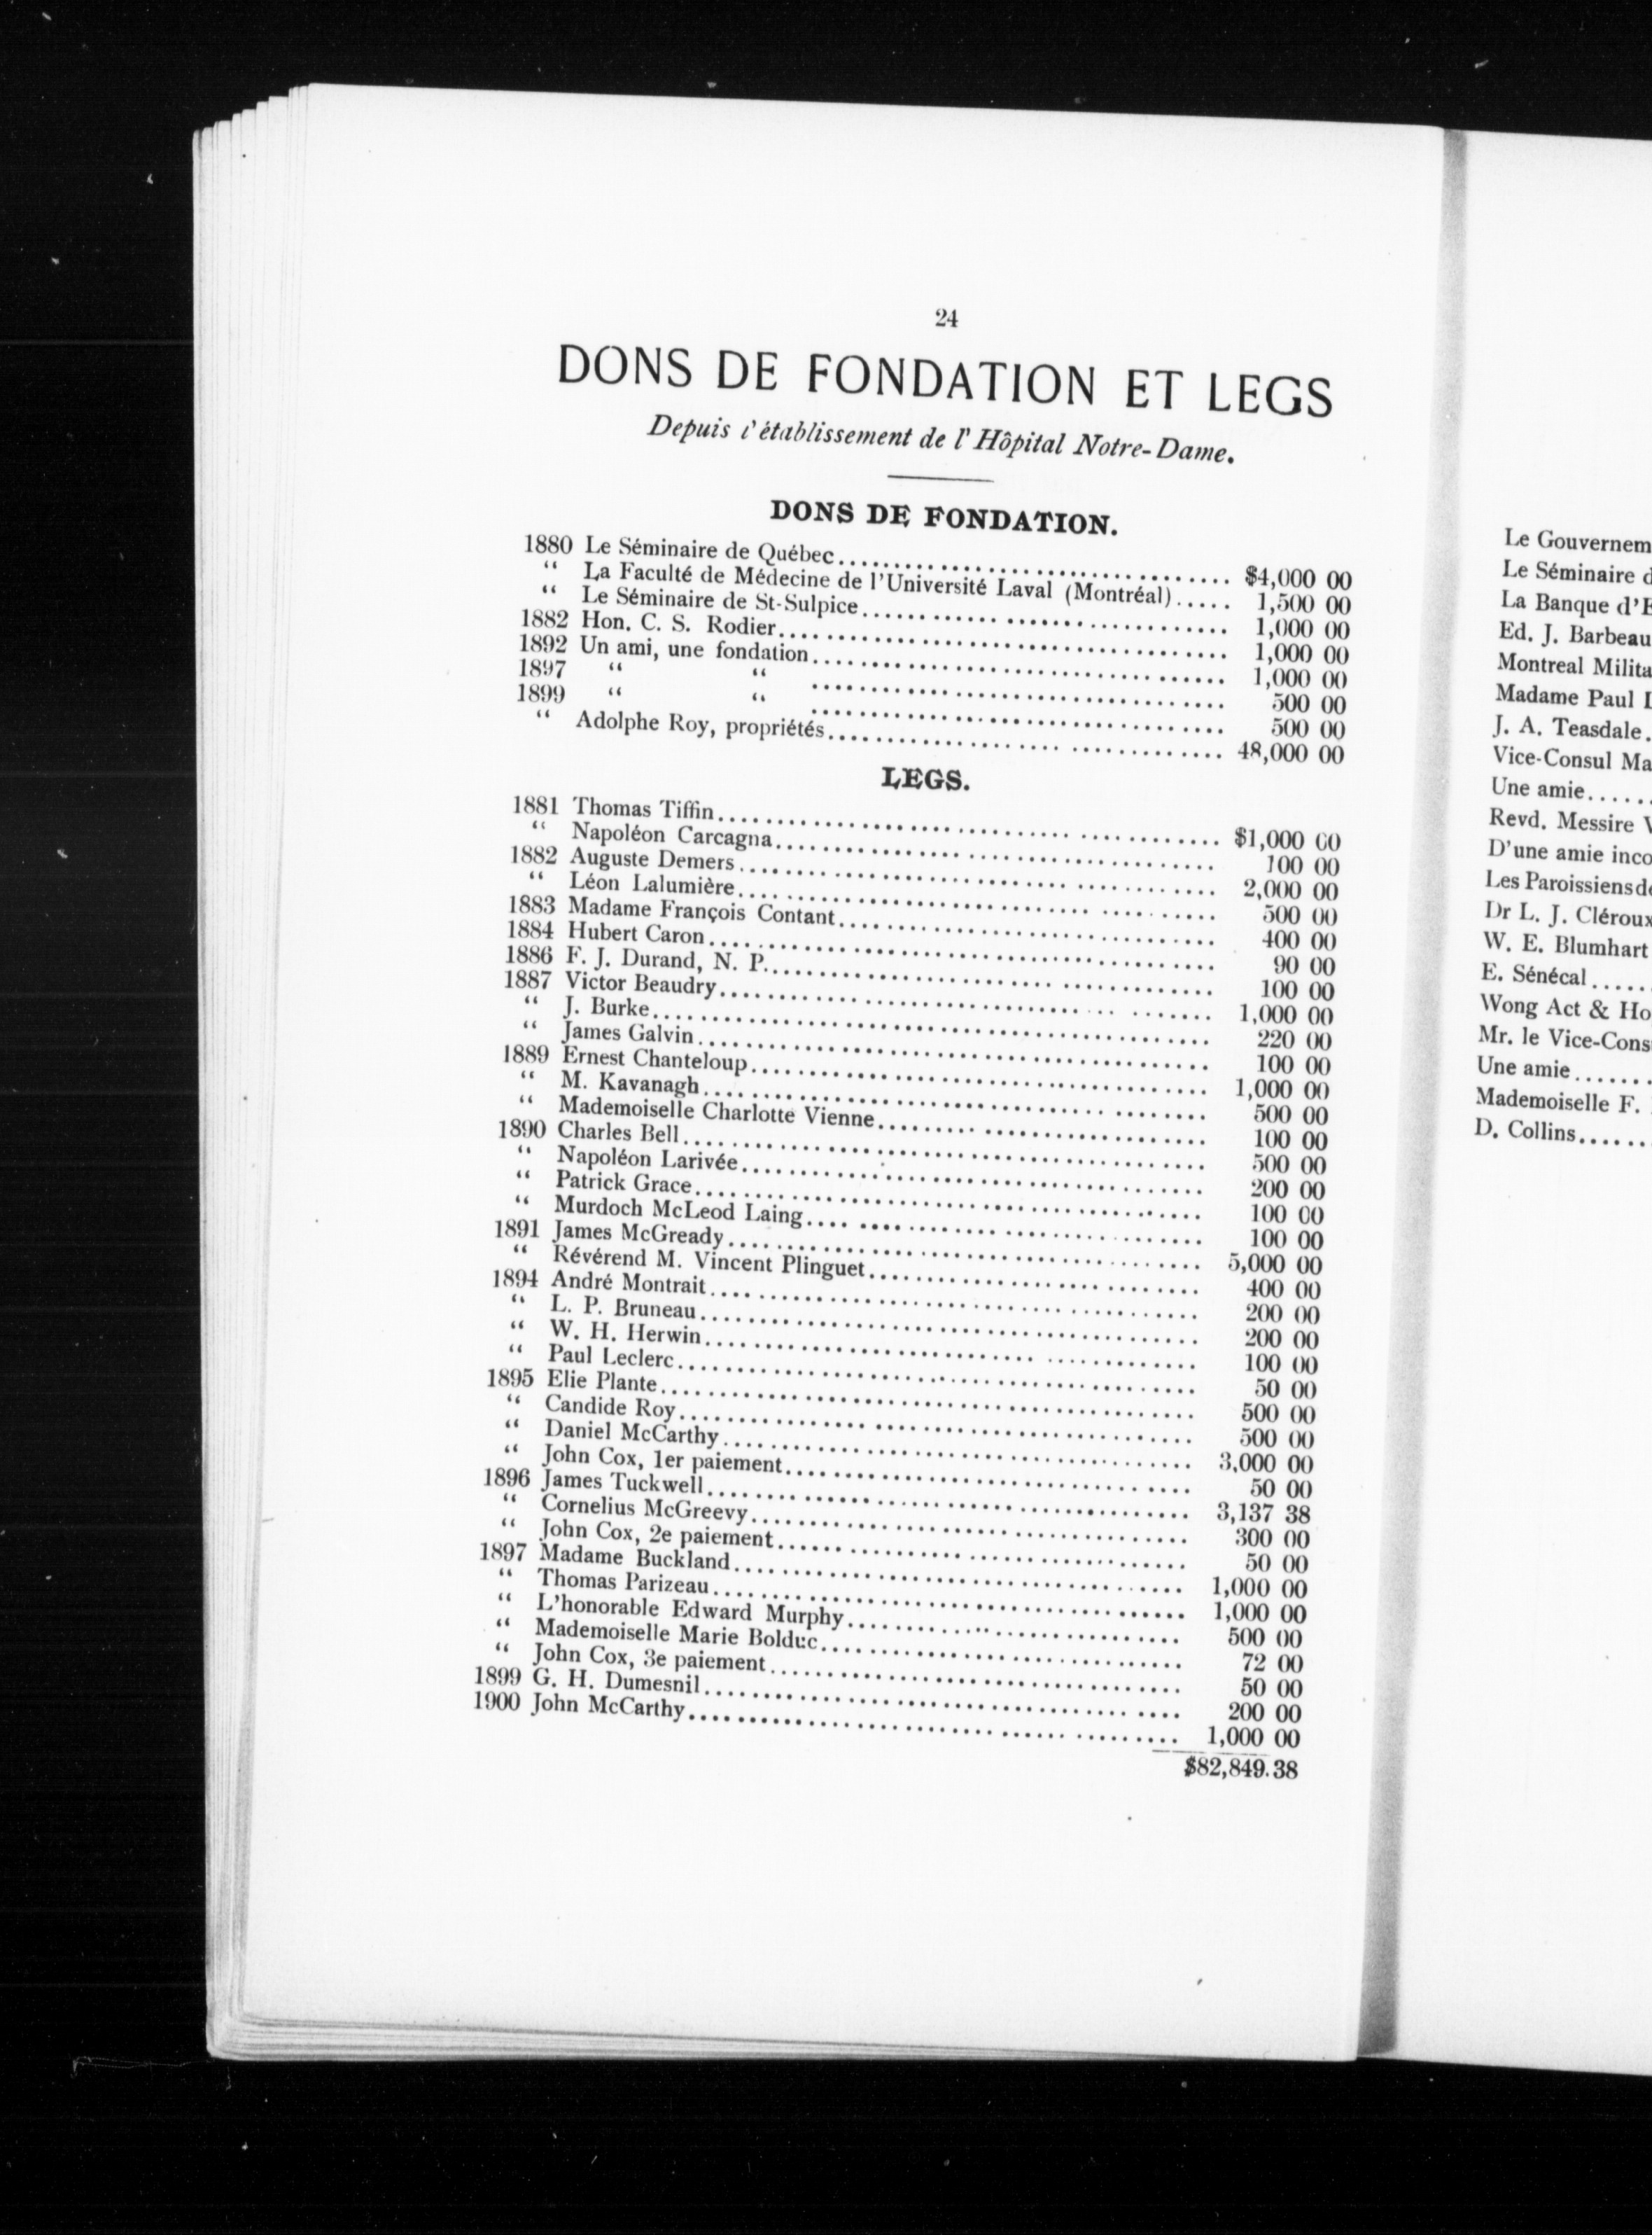 24
DONS DE FONDATION ET LEGS
Depuis l'établissement de l'Hôpital Notre-Dame.
DONS DE FONDATION.
1880 Le Séminaire de Québec........ $4,000 00
“ La Faculté de Médecine de l'Université Laval (Montréal)..... 1,500 00
“ Le Séminaire de St-Sulpice........ 1,000 00
1882 Hon. C. S. Rodier........ 1,000 00
1892 Un ami, une fondation........ 1,000 00
1897 “ “ ........ 500 00
1899 “ “ ........ 500 00
“ Adolphe Roy, propriétés........ 48,000 00
LEGS.
1881 Thomas Tiffin........ $1,000 00
“ Napoléon Carcagna........ 100 00
1882 Auguste Demers........ 2,000 00
“ Léon Lalumière........ 500 00
1883 Madame François Contant........ 400 00
1884 Hubert Caron........ 90 00
1886 F. J. Durand, N. P........ 100 00
1887 Victor Beaudry........ 1,000 00
“ J. Burke........ 220 00
“ James Galvin........ 100 00
1889 Ernest Chanteloup........ 1,000 00
“ M. Kavanagh........ 500 00
“ Mademoiselle Charlotte Vienne........ 100 00
1890 Charles Bell........ 500 00
“ Napoléon Larivée........ 200 00
“ Patrick Grace........ 100 00
“ Murdoch McLeod Laing........ 100 00
1891 James McGready........ 5,000 00
“ Révérend M. Vincent Plinguet........ 400 00
1894 André Montrait........ 200 00
“ L. P. Bruneau........ 200 00
“ W. H. Herwin........ 100 00
“ Paul Leclerc........ 50 00
1895 Elie Plante........ 500 00
“ Candide Roy........ 500 00
“ Daniel McCarthy........ 3,000 00
“ John Cox, 1er paiement........ 50 00
1896 James Tuckwell........ 3,137 38
“ Cornelius McGreevy........ 300 00
“ John Cox, 2e paiement........ 50 00
1897 Madame Buckland........ 1,000 00
“ Thomas Parizeau........ 1,000 00
“ L'honorable Edward Murphy........ 500 00
“ Mademoiselle Marie Bolduc........ 72 00
“ John Cox, 3e paiement........ 50 00
1899 G. H. Dumesnil........ 200 00
1900 John McCarthy........ 1,000 00
$82,849.38
Le Gouvernem
Le Séminaire d
La Banque d'E
Ed. J. Barbeau
Montreal Milita
Madame Paul
J. A. Teasdale.
Vice-Consul Ma
Une amie......
Revd. Messire V
D'une amie inco
Les Paroissiens de
Dr L. J. Cléroux
W. E. Blumhart
E. Sénécal.....
Wong Act & Ho
Mr. le Vice-Cons
Une amie.......
Mademoiselle F.
D. Collins......